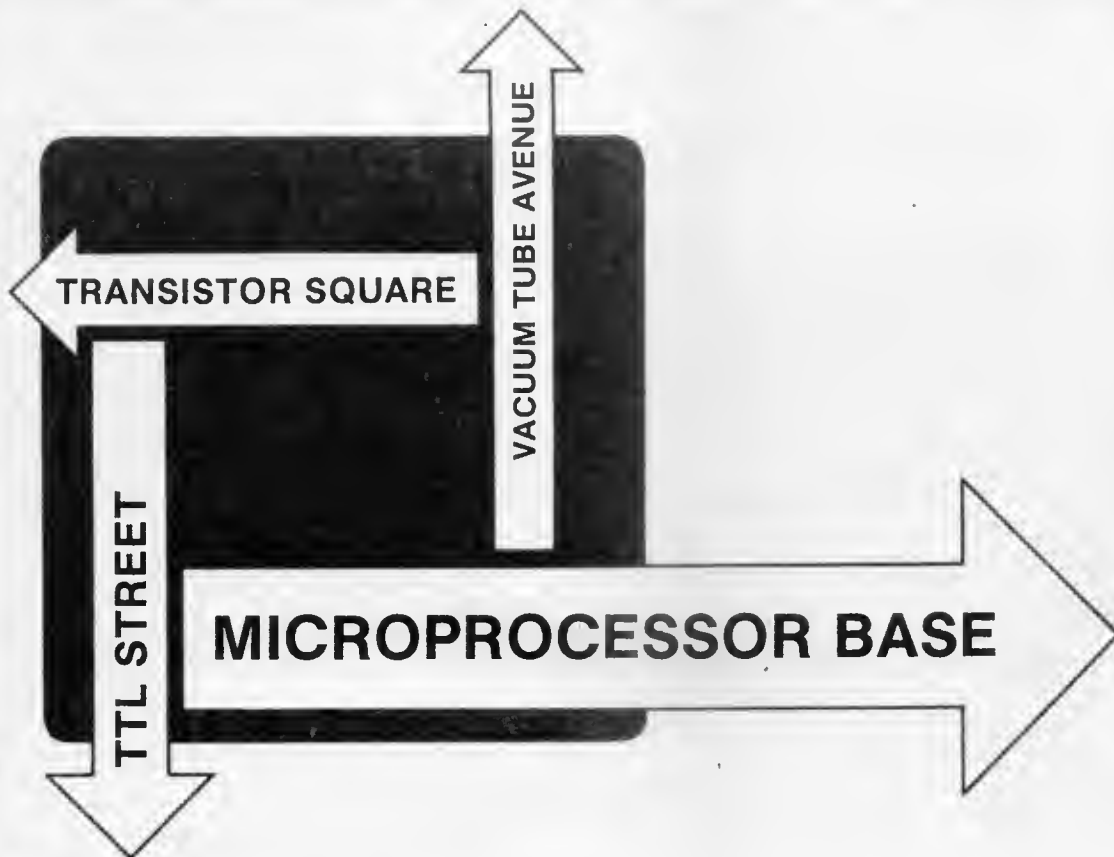 VACUUM TUBE AVENUE
TRANSISTOR SQUARE
TTL STREET
MICROPROCESSOR BASE